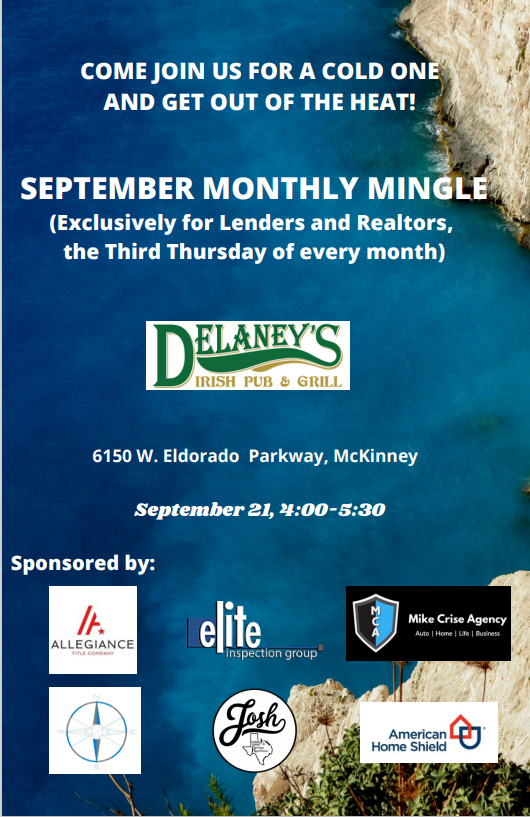 COME JOIN US FOR A COLD ONE
AND GET OUT OF THE HEAT!
SEPTEMBER MONTHLY MINGLE
(Exclusively for Lenders and Realtors,
the Third Thursday of every month)
DELANEY'S
IRISH PUB & GRILL
6150 W. Eldorado Parkway, McKinney
September 21, 4:00-5:30
Sponsored by:
ALLEGIANCE
TITLE COMPANY
elite
inspection group
MCA
Mike Crise Agency
Auto | Home | Life | Business
N
S
Josh
American
Home Shield